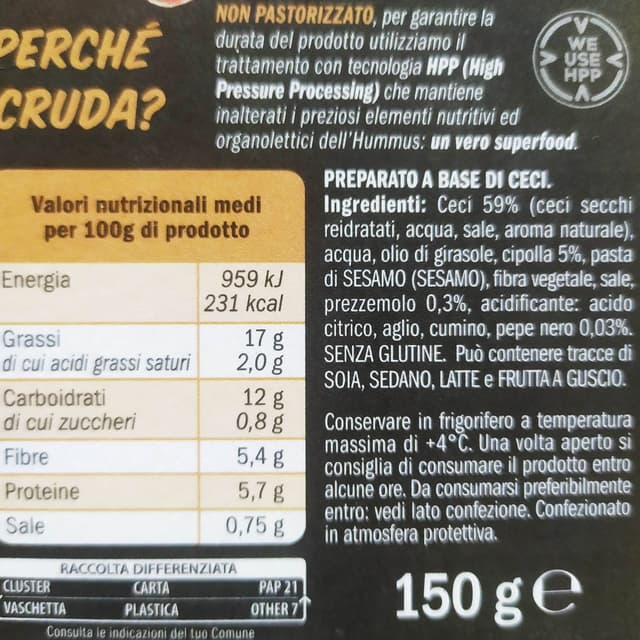 PERCHÉ
CRUDA?
NON PASTORIZZATO, per garantire la
durata del prodotto utilizziamo il
trattamento con tecnologia HPP (High
Pressure Processing) che mantiene
inalterati i preziosi elementi nutritivi ed
organolettici dell'Hummus: un vero superfood.
WE
USE
HPP
Valori nutrizionali medi
per 100g di prodotto
Energia 959 kJ
231 kcal
Grassi 17 g
di cui acidi grassi saturi 2,0 g
Carboidrati 12 g
di cui zuccheri 0,8 g
Fibre 5,4 g
Proteine 5,7 g
Sale 0,75 g
RACCOLTA DIFFERENZIATA
CLUSTER CARTA PAP 21
VASCHETTA PLASTICA OTHER 7
Consulta le indicazioni del tuo Comune
PREPARATO A BASE DI CECI.
Ingredienti: Ceci 59% (ceci secchi
reidratati, acqua, sale, aroma naturale),
acqua, olio di girasole, cipolla 5%, pasta
di SESAMO (SESAMO), fibra vegetale, sale,
prezzemolo 0,3%, acidificante: acido
citrico, aglio, cumino, pepe nero 0,03%.
SENZA GLUTINE. Può contenere tracce di
SOIA, SEDANO, LATTE e FRUTTA A GUSCIO.
Conservare in frigorifero a temperatura
massima di +4°C. Una volta aperto si
consiglia di consumare il prodotto entro
alcune ore. Da consumarsi preferibilmente
entro: vedi lato confezione. Confezionato
in atmosfera protettiva.
150 g e